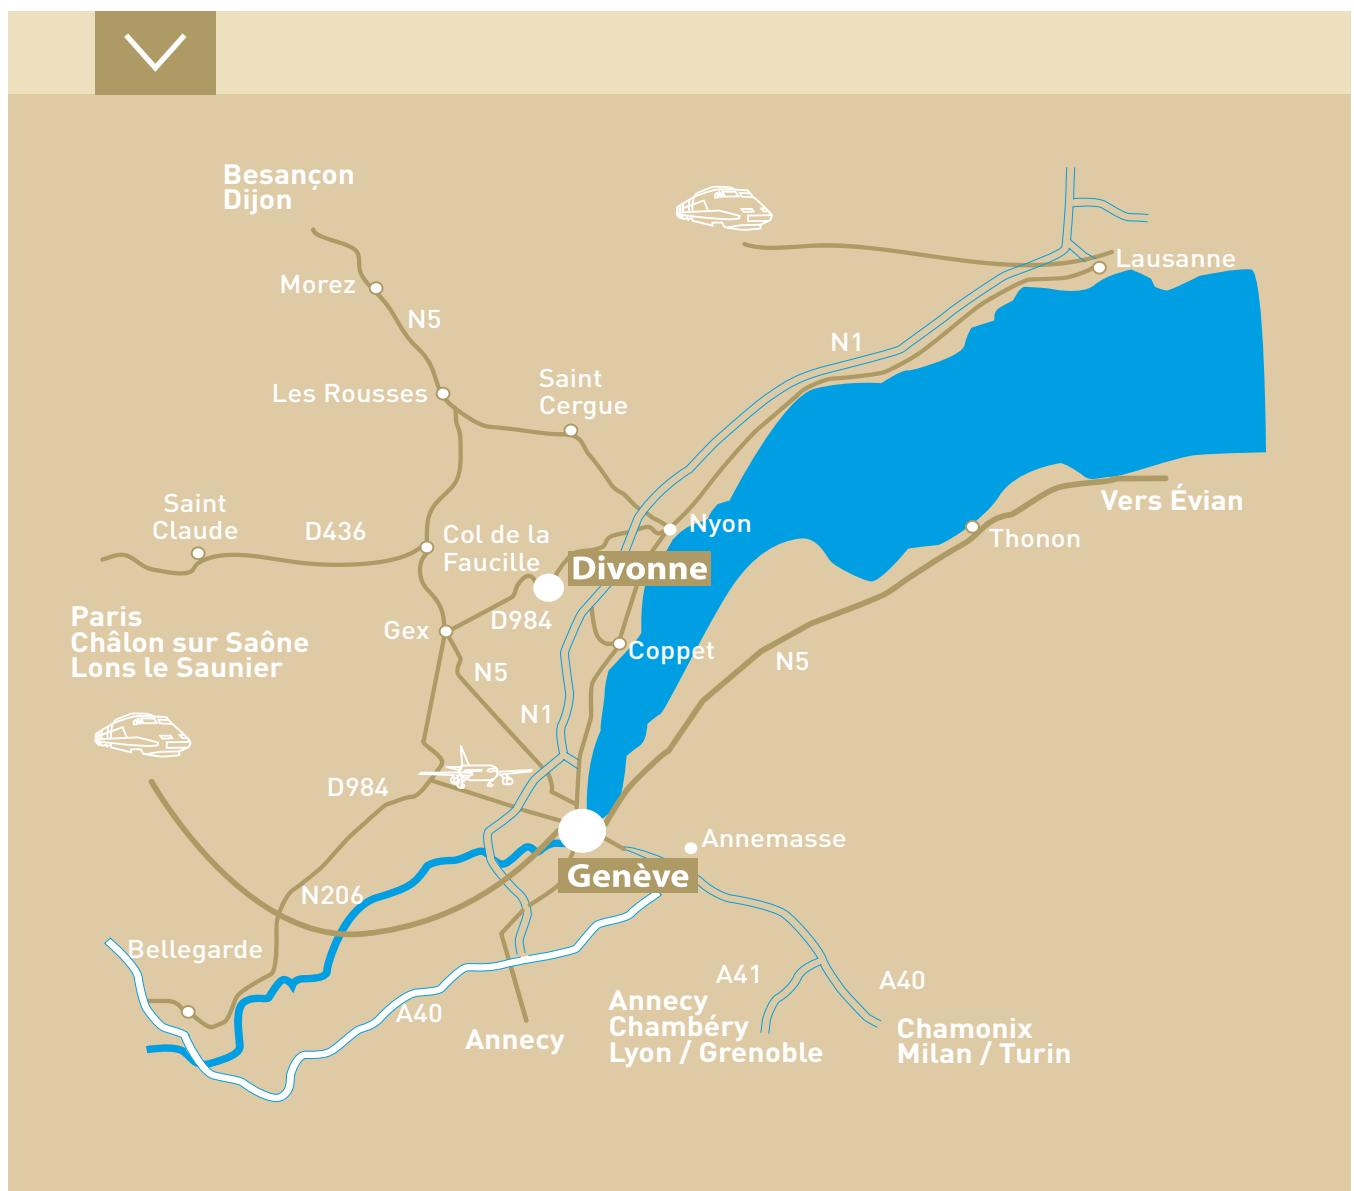 Besançon
Dijon
Lausanne
Morez
N5
N1
Saint
Cergue
Les Rousses
Saint
Claude
D436
Col de la
Faucille
Nyon
Vers Évian
Thonon
Divonne
Paris
Châlon sur Saône
Lons le Saunier
Gex
D984
Coppet
N5
N5
N1
D984
Annemasse
Genève
N206
Bellegarde
A40
Annecy
A41
Annecy
Chambéry
Lyon / Grenoble
A40
Chamonix
Milan / Turin